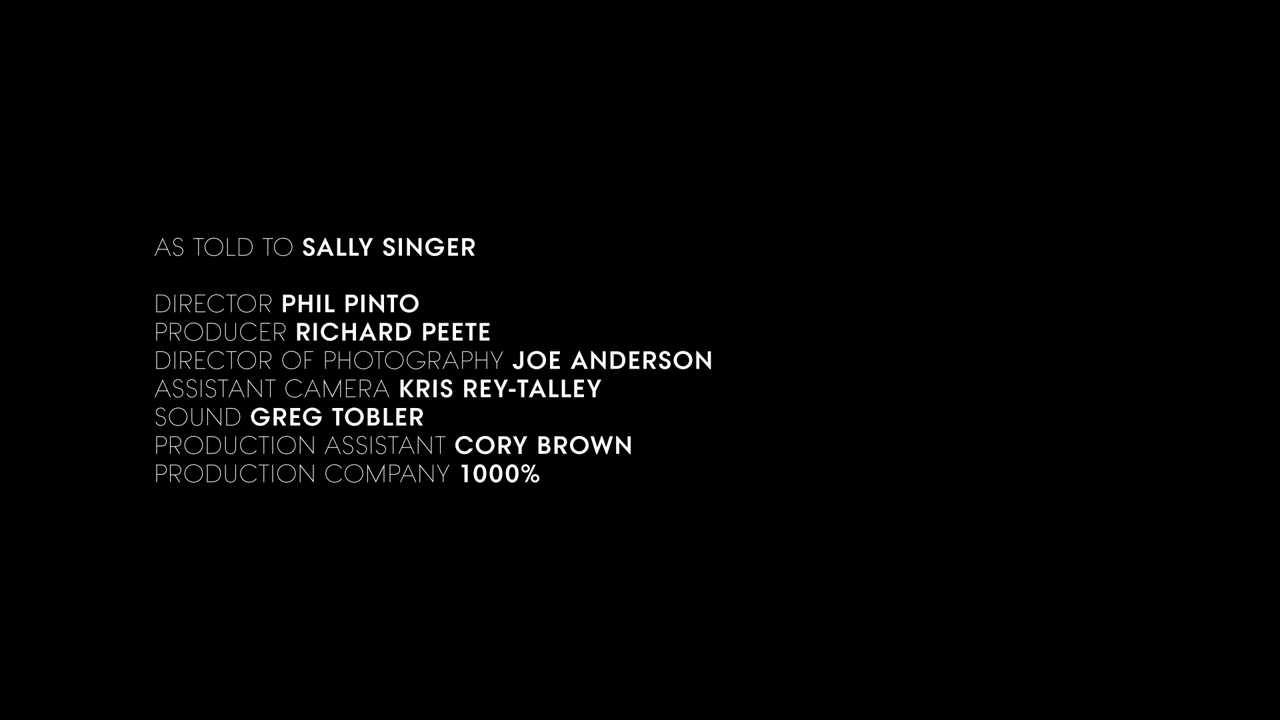 AS TOLD TO SALLY SINGER
DIRECTOR PHIL PINTO
PRODUCER RICHARD PEETE
DIRECTOR OF PHOTOGRAPHY JOE ANDERSON
ASSISTANT CAMERA KRIS REY-TALLEY
SOUND GREG TOBLER
PRODUCTION ASSISTANT CORY BROWN
PRODUCTION COMPANY 1000%